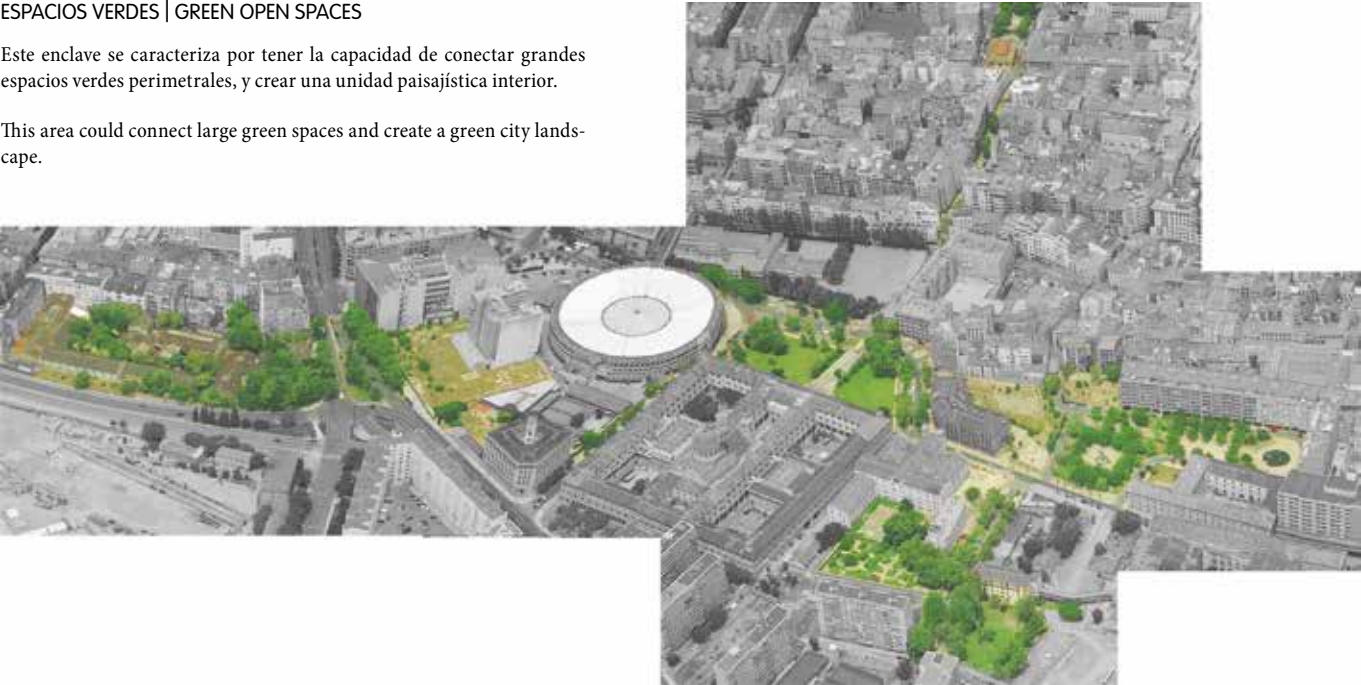 ESPACIOS VERDES | GREEN OPEN SPACES
Este enclave se caracteriza por tener la capacidad de conectar grandes
espacios verdes perimetrales, y crear una unidad paisajística interior.
This area could connect large green spaces and create a green city lands-
cape.